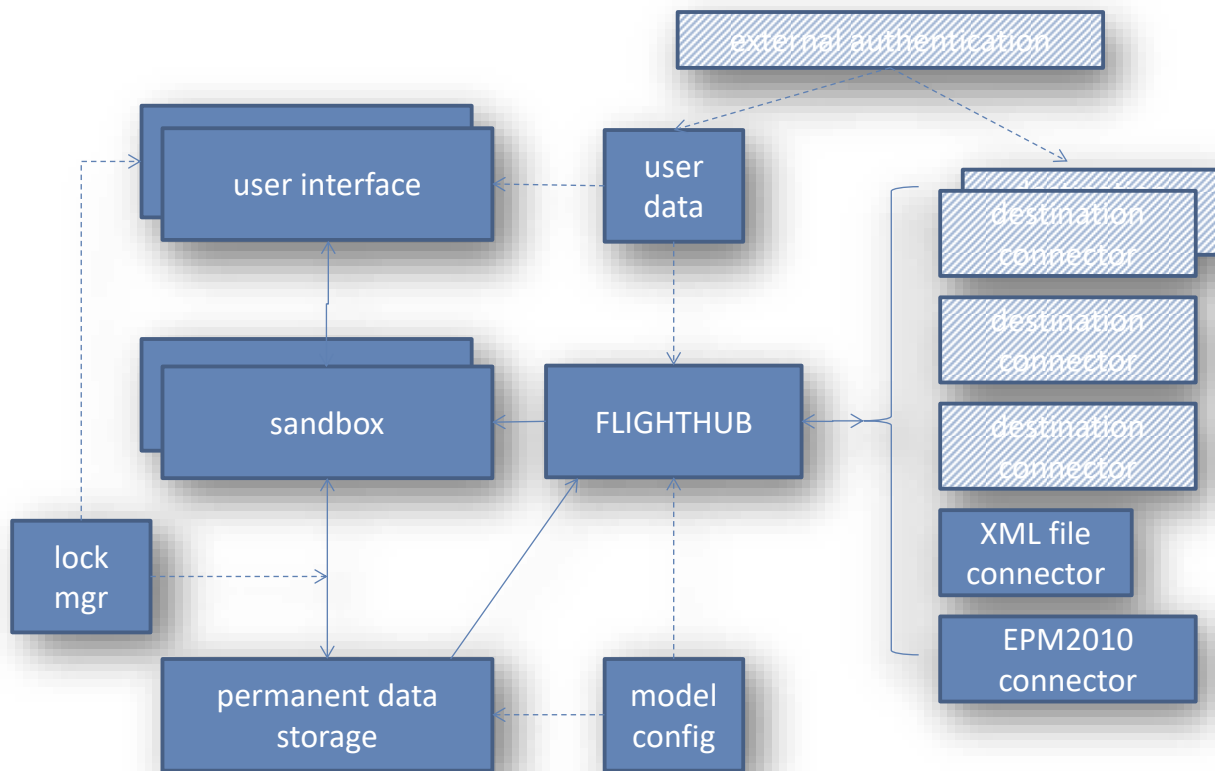 external authentication
user interface
user
data
destination
connector
destination
connector
sandbox
FLIGHTHUB
destination
connector
lock
mgr
XML file
connector
permanent data
storage
model
config
EPM2010
connector